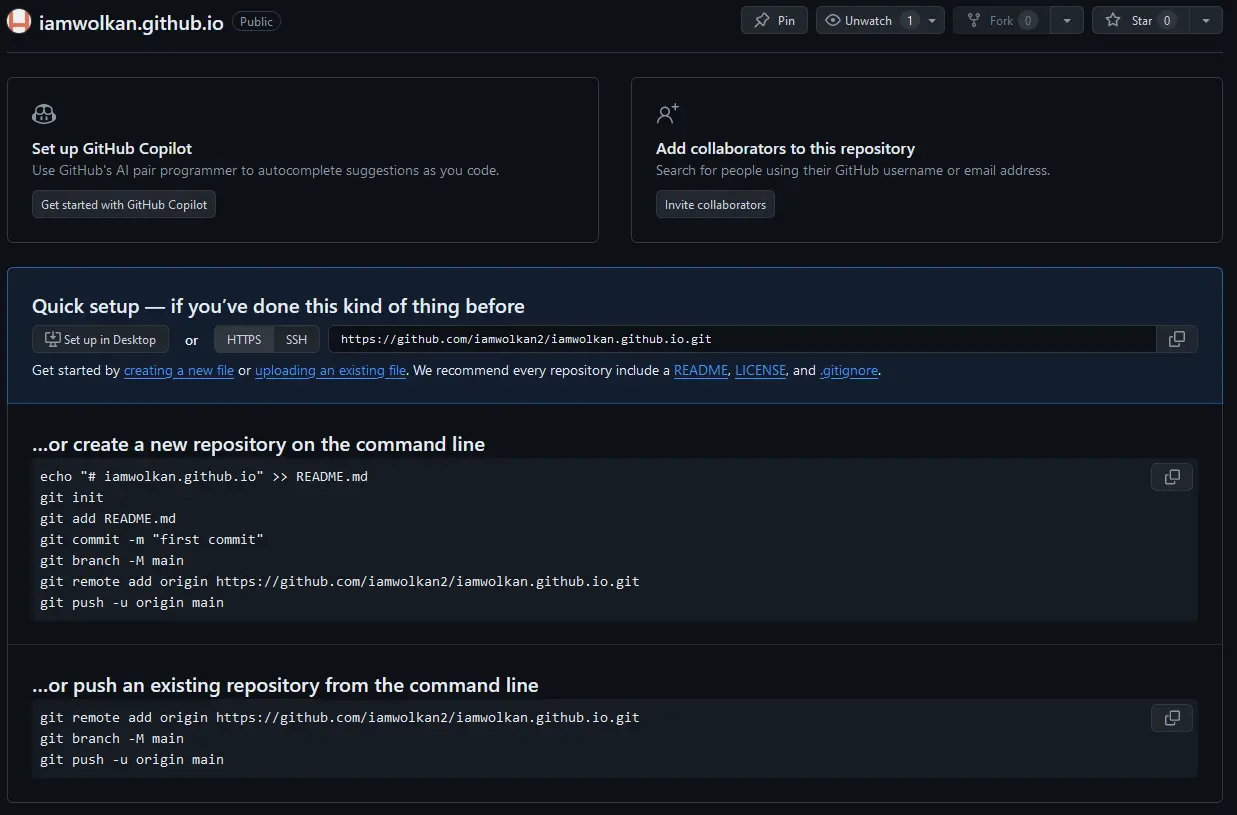 iamwolkan.github.io Public Pin Unwatch 1 Fork 0 Star 0
Set up GitHub Copilot
Use GitHub's AI pair programmer to autocomplete suggestions as you code.
Get started with GitHub Copilot
Add collaborators to this repository
Search for people using their GitHub username or email address.
Invite collaborators
Quick setup — if you’ve done this kind of thing before
Set up in Desktop or HTTPS SSH https://github.com/iamwolkan2/iamwolkan.github.io.git
Get started by creating a new file or uploading an existing file. We recommend every repository include a README, LICENSE, and .gitignore.
…or create a new repository on the command line
echo "# iamwolkan.github.io" >> README.md
git init
git add README.md
git commit -m "first commit"
git branch -M main
git remote add origin https://github.com/iamwolkan2/iamwolkan.github.io.git
git push -u origin main
…or push an existing repository from the command line
git remote add origin https://github.com/iamwolkan2/iamwolkan.github.io.git
git branch -M main
git push -u origin main